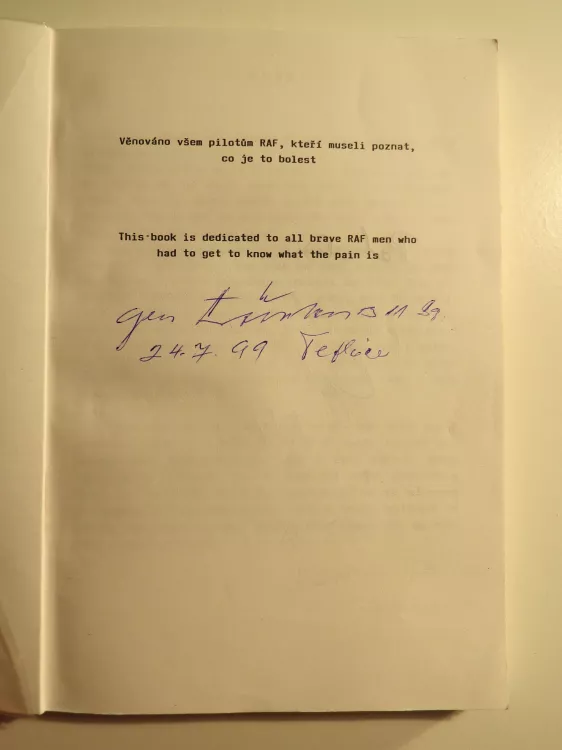 Věnováno všem pilotům RAF, kteří museli poznat,
co je to bolest
This book is dedicated to all brave RAF men who
had to get to know what the pain is
gen
24.7.99 Teplice